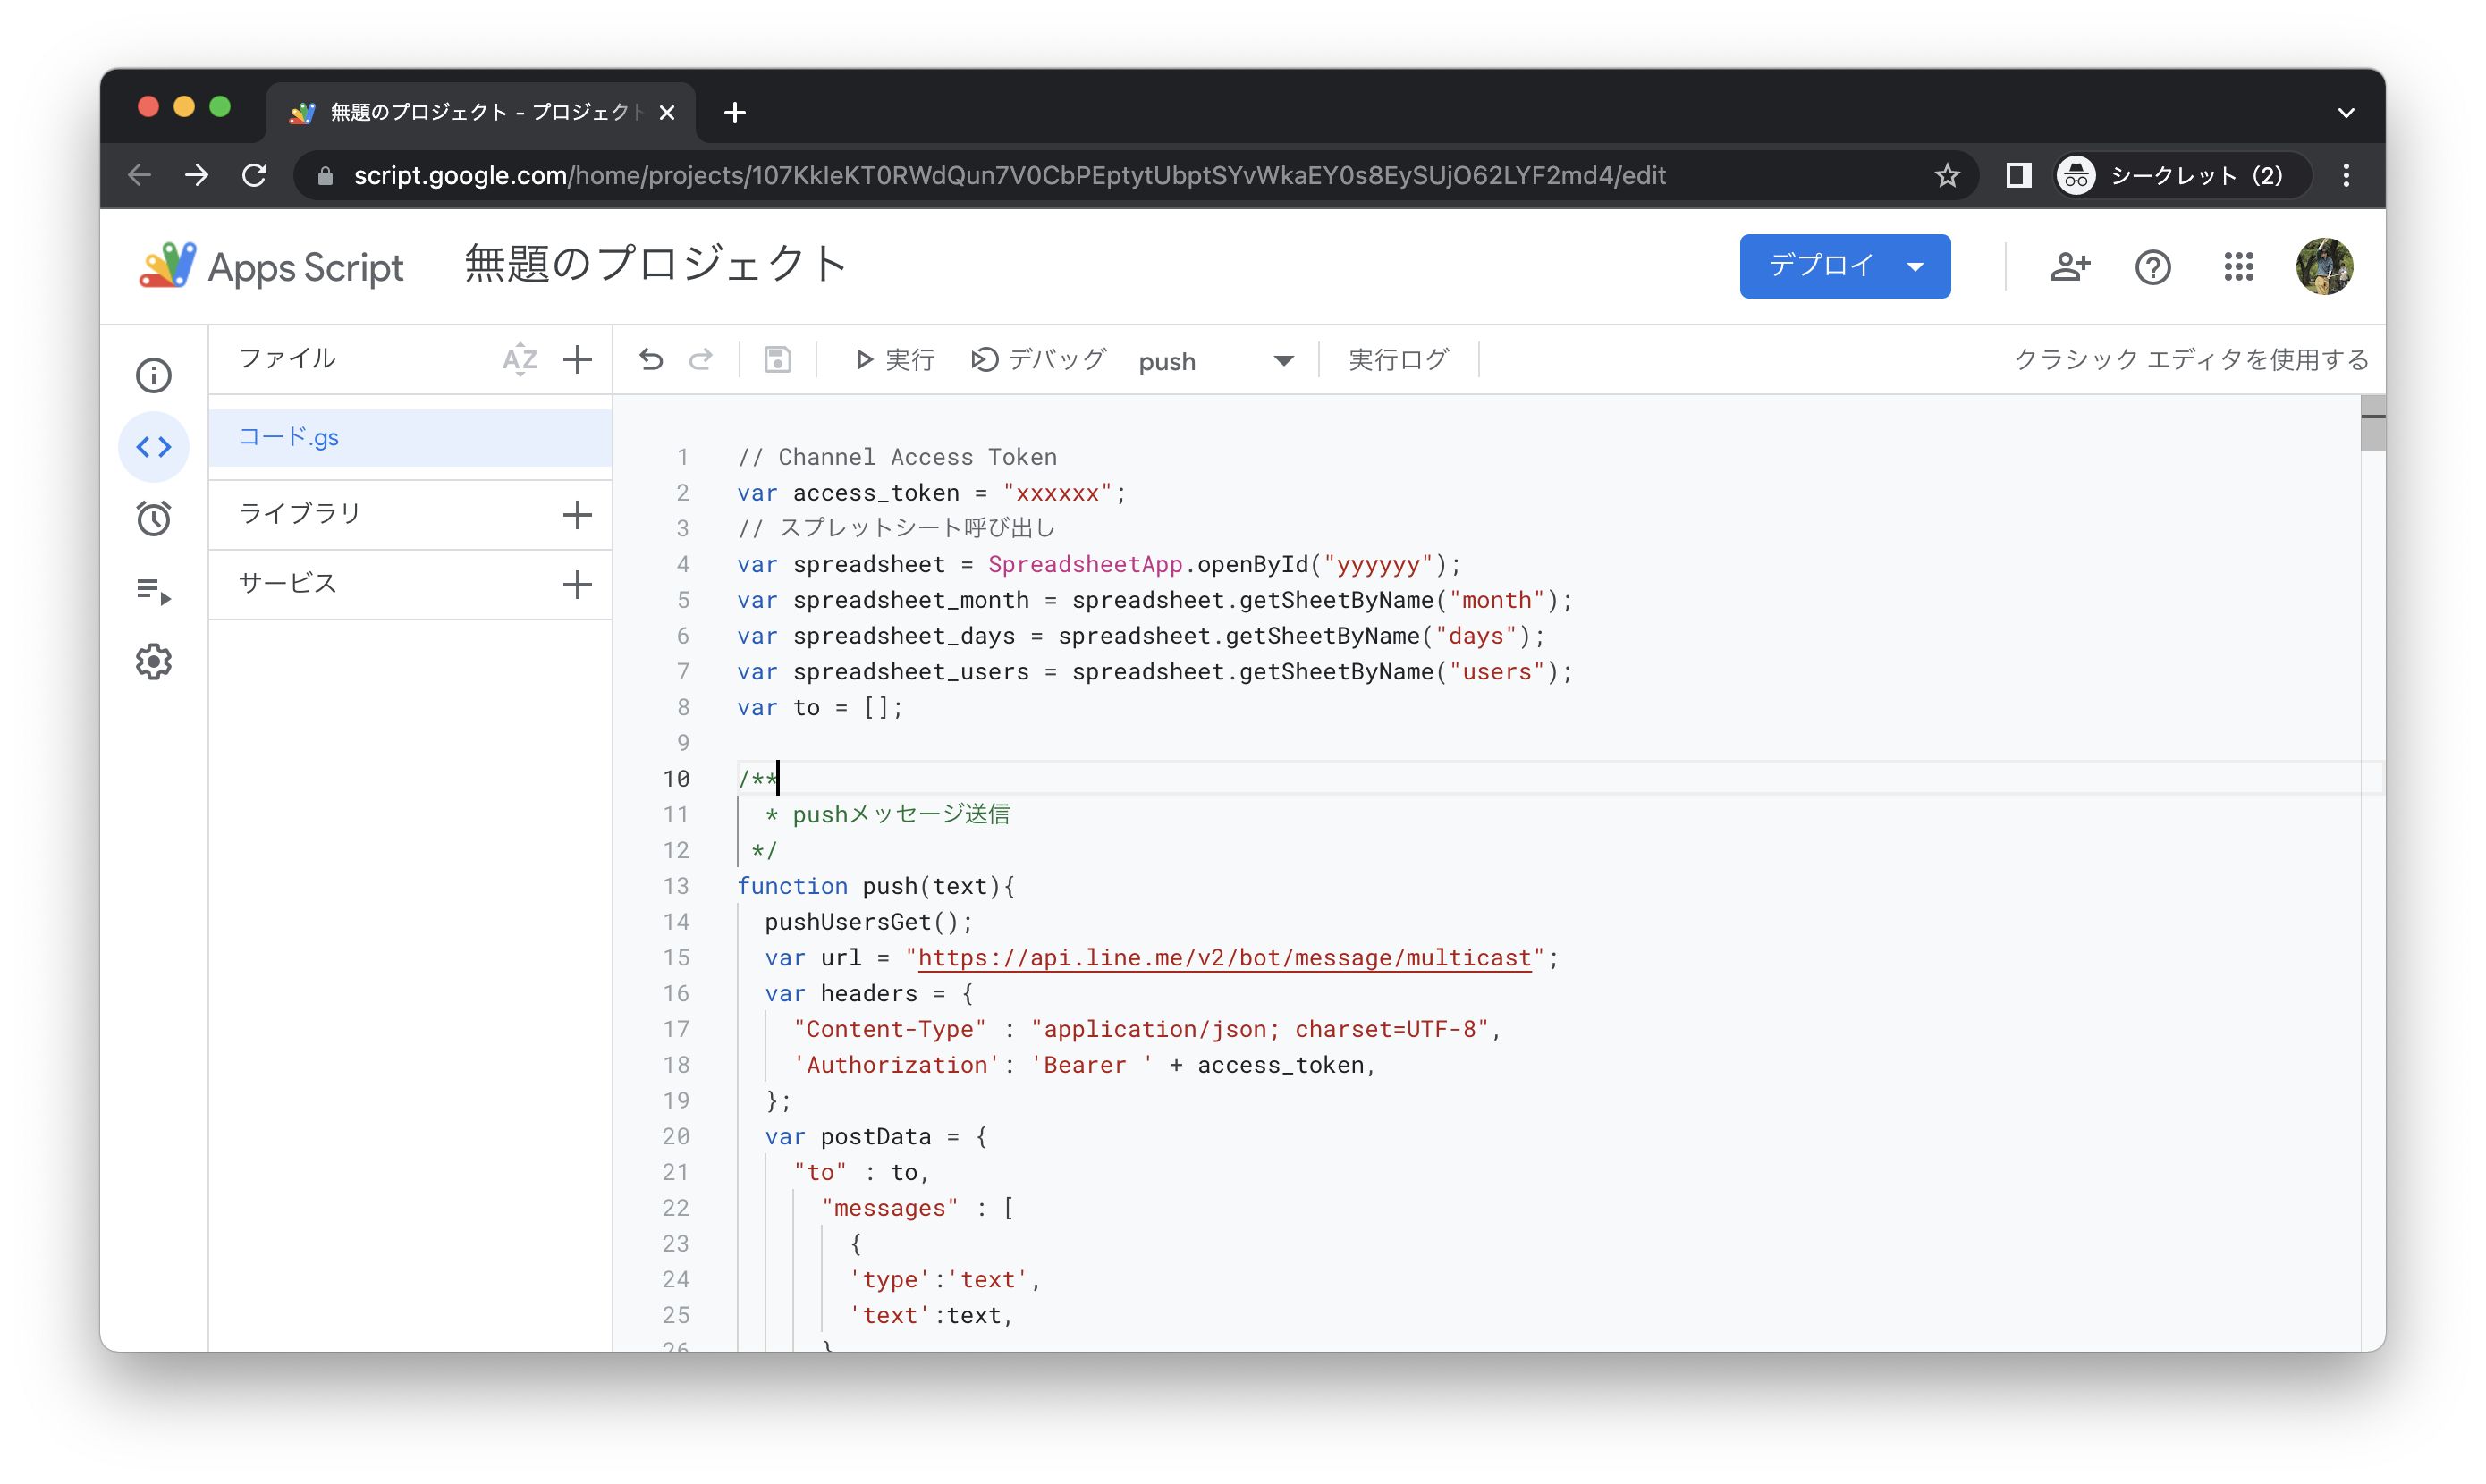 無題のプロジェクト - プロジェクト
script.google.com/home/projects/107KkIeKT0RWdQun7V0CbPEptytUbptSYvWkaEY0s8EySUjO62LYF2md4/edit
シークレット（2）
Apps Script 無題のプロジェクト デプロイ
ファイル AZ 実行 デバッグ push 実行ログ クラシック エディタを使用する
コード.gs
ライブラリ
サービス
1 // Channel Access Token
2 var access_token = "xxxxxx";
3 // スプレットシート呼び出し
4 var spreadsheet = SpreadsheetApp.openById("yyyyyy");
5 var spreadsheet_month = spreadsheet.getSheetByName("month");
6 var spreadsheet_days = spreadsheet.getSheetByName("days");
7 var spreadsheet_users = spreadsheet.getSheetByName("users");
8 var to = [];
9
10 /**
11 * pushメッセージ送信
12 */
13 function push(text){
14 pushUsersGet();
15 var url = "https://api.line.me/v2/bot/message/multicast";
16 var headers = {
17 "Content-Type" : "application/json; charset=UTF-8",
18 'Authorization': 'Bearer ' + access_token,
19 };
20 var postData = {
21 "to" : to,
22 "messages" : [
23 {
24 'type':'text',
25 'text':text,
26 }